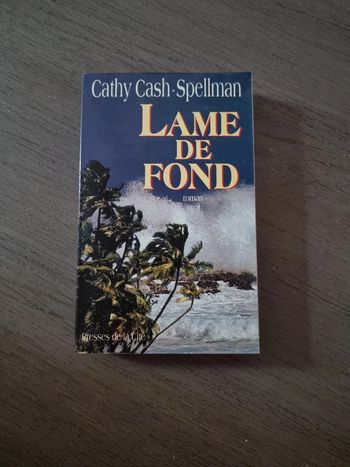 Cathy Cash-Spellman
LAME
DE
FOND
roman
Presses de la Cité